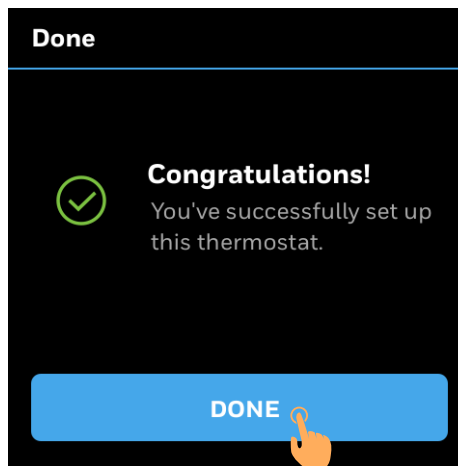 Done
Congratulations!
You've successfully set up
this thermostat.
DONE